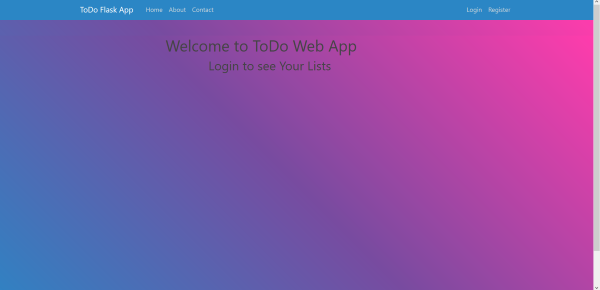 ToDo Flask App Home About Contact Login Register
Welcome to ToDo Web App
Login to see Your Lists